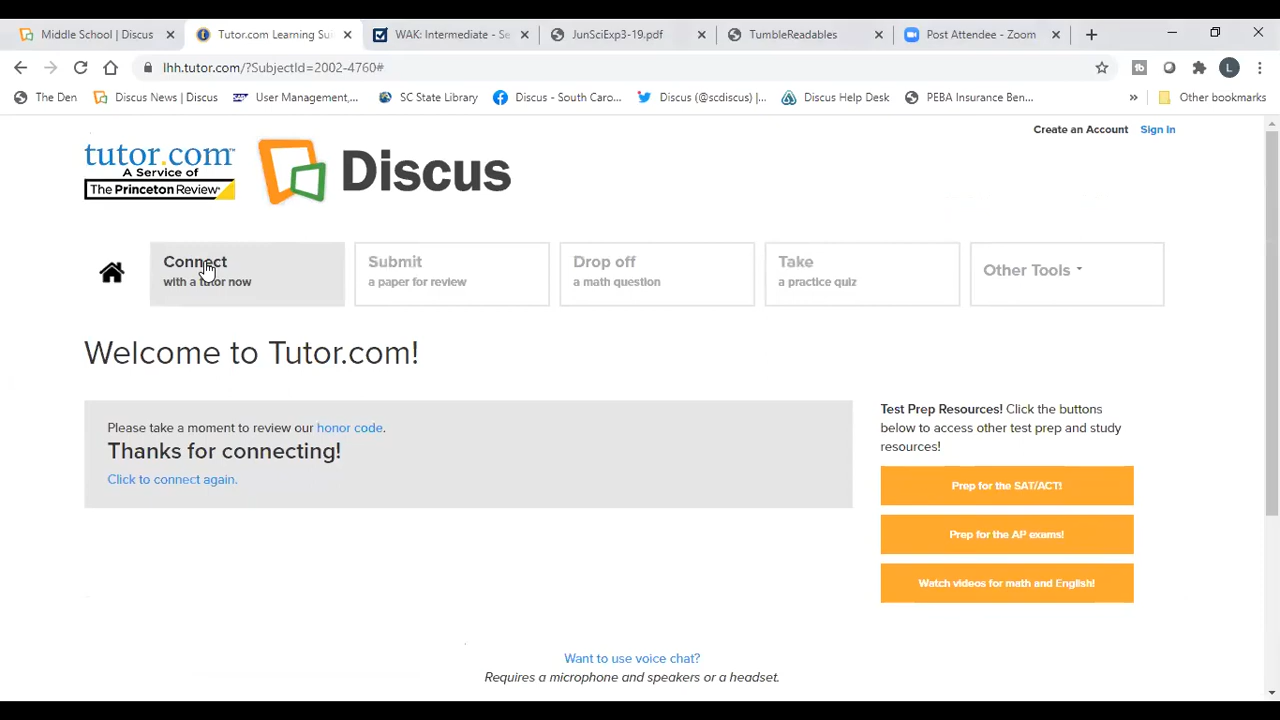 Middle School | Discus
Tutor.com Learning Su
WAK: Intermediate - Se
JunSciExp3-19.pdf
TumbleReadables
Post Attendee - Zoom
lhh.tutor.com/?SubjectId=2002-4760#
L
The Den
Discus News | Discus
User Management,...
SC State Library
Discus - South Caro...
Discus (@scdiscus) |...
Discus Help Desk
PEBA Insurance Ben...
»
Other bookmarks
Create an Account
Sign In
tutor.com
A Service of
The Princeton Review
Discus
Connect
with a tutor now
Submit
a paper for review
Drop off
a math question
Take
a practice quiz
Other Tools
Welcome to Tutor.com!
Please take a moment to review our honor code.
Thanks for connecting!
Click to connect again.
Test Prep Resources! Click the buttons
below to access other test prep and study
resources!
Prep for the SAT/ACT!
Prep for the AP exams!
Watch videos for math and English!
Want to use voice chat?
Requires a microphone and speakers or a headset.